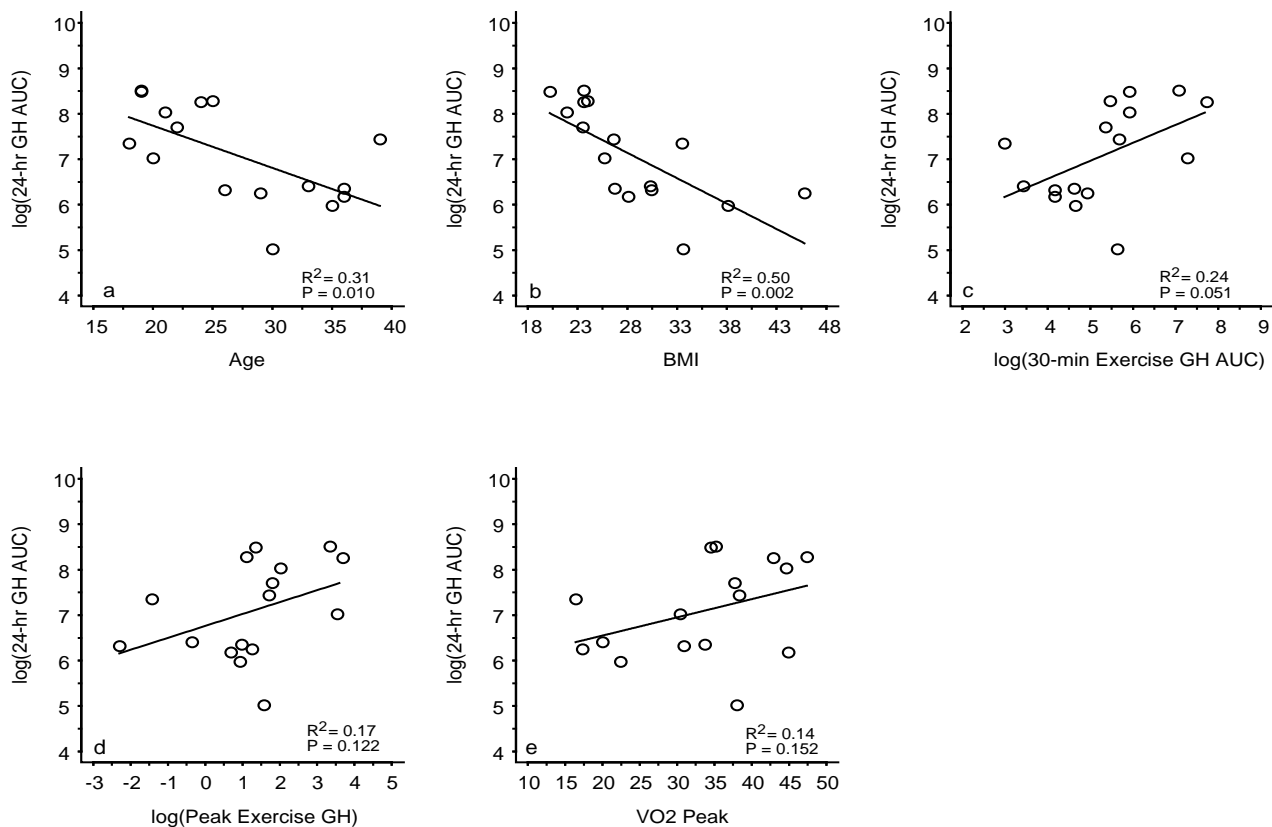 log(24-hr GH AUC)
10
9
8
7
6
5
4
a
R2= 0.31
P = 0.010
15 20 25 30 35 40
Age
log(24-hr GH AUC)
10
9
8
7
6
5
4
b
R2= 0.50
P = 0.002
18 23 28 33 38 43 48
BMI
log(24-hr GH AUC)
10
9
8
7
6
5
4
c
R2= 0.24
P = 0.051
2 3 4 5 6 7 8 9
log(30-min Exercise GH AUC)
log(24-hr GH AUC)
10
9
8
7
6
5
4
d
R2= 0.17
P = 0.122
-3 -2 -1 0 1 2 3 4 5
log(Peak Exercise GH)
log(24-hr GH AUC)
10
9
8
7
6
5
4
e
R2= 0.14
P = 0.152
10 15 20 25 30 35 40 45 50
VO2 Peak